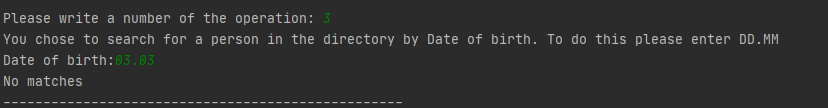 Please write a number of the operation: 3
You chose to search for a person in the directory by Date of birth. To do this please enter DD.MM
Date of birth:03.03
No matches
--------------------------------------------------